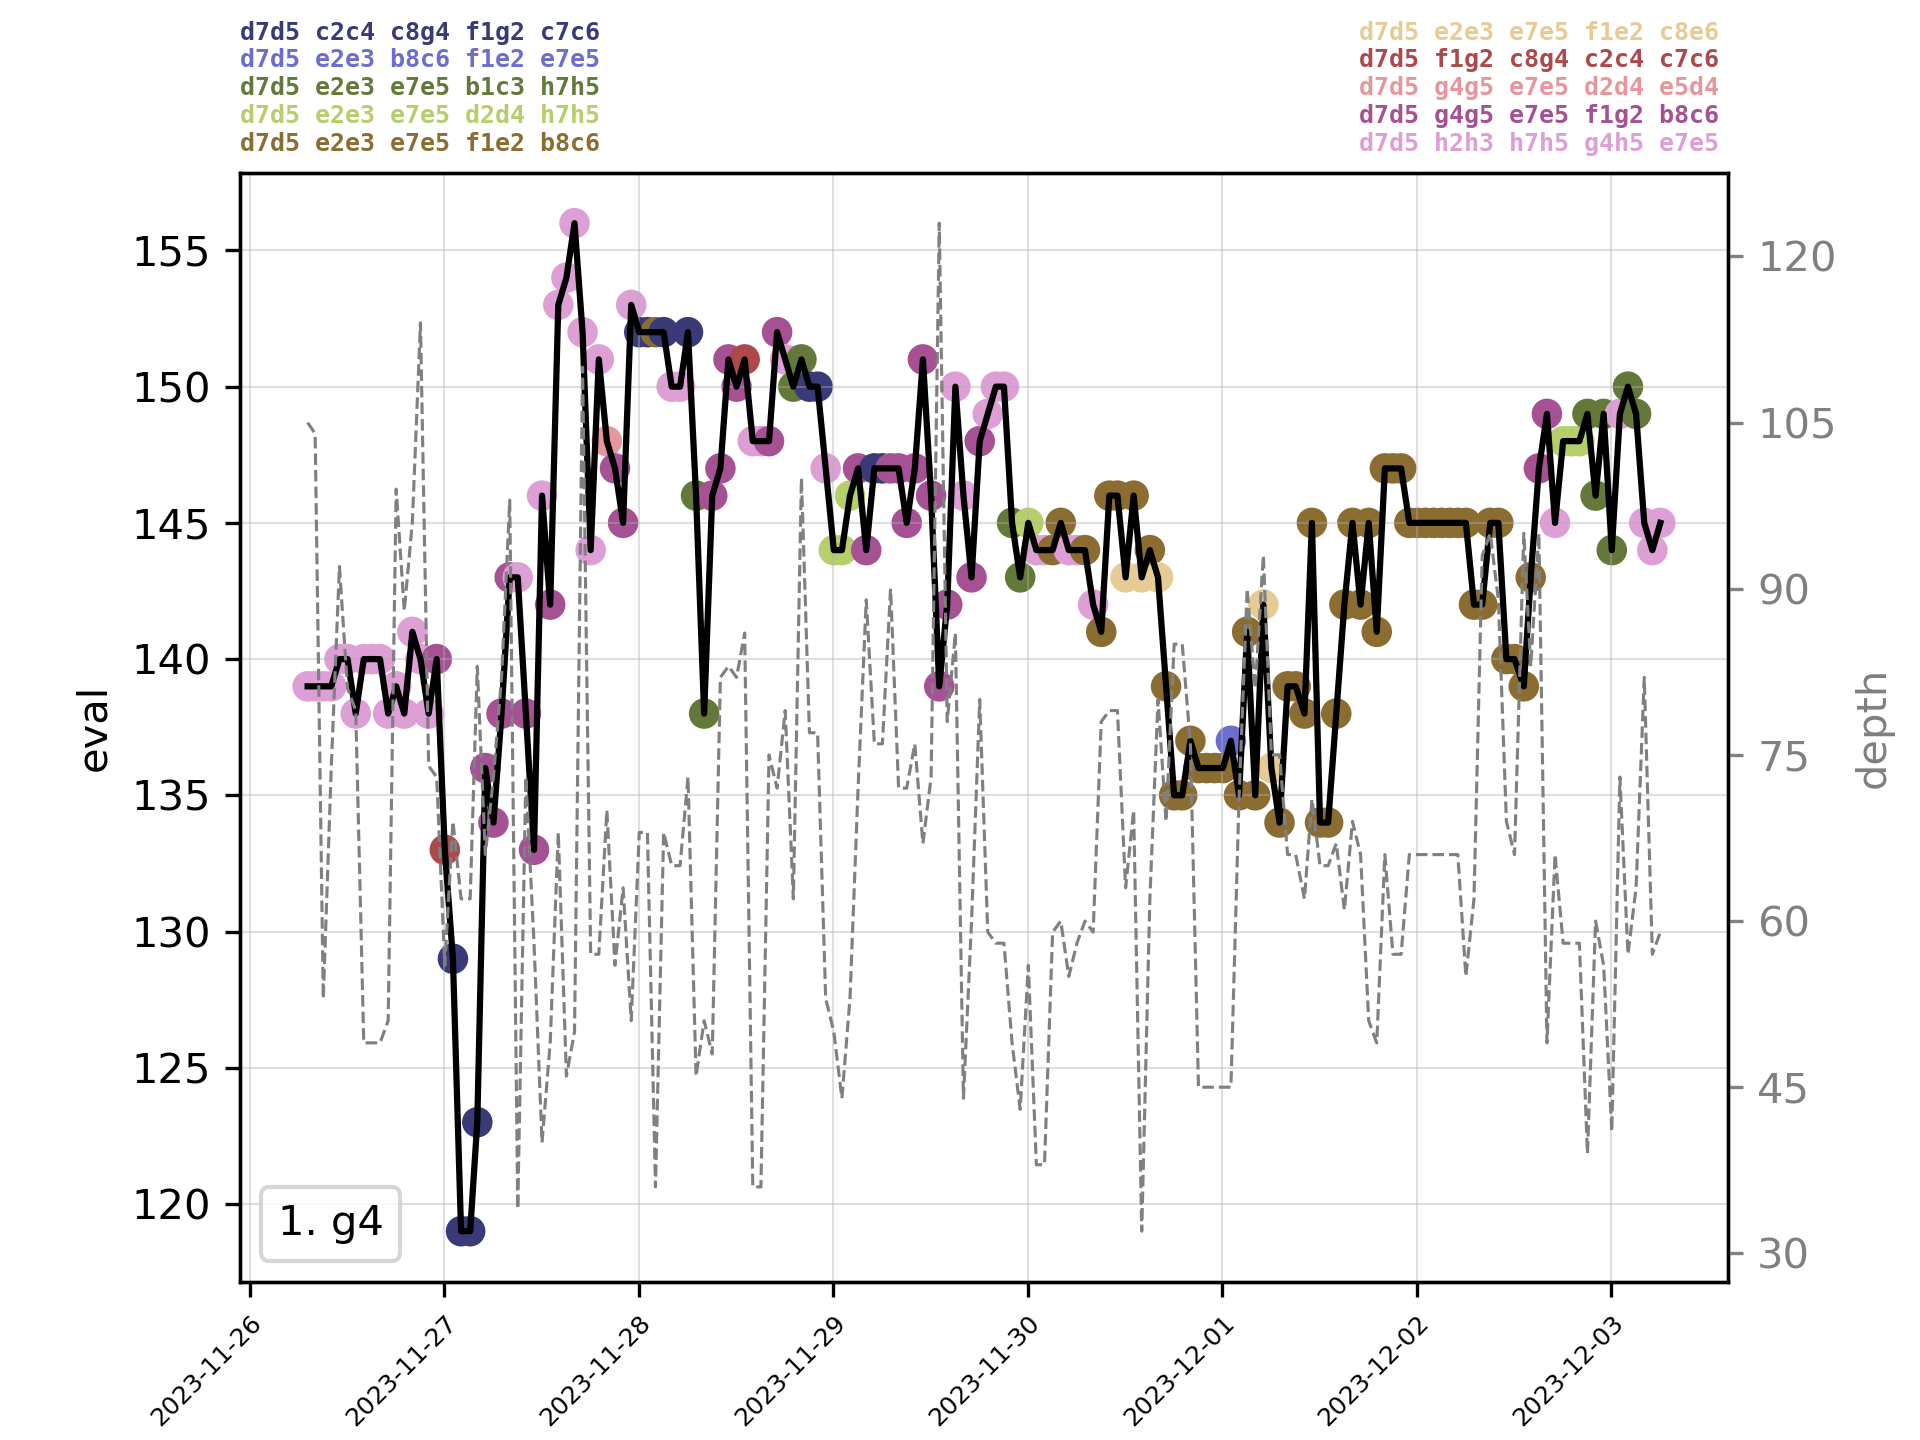 d7d5 c2c4 c8g4 f1g2 c7c6
d7d5 e2e3 b8c6 f1e2 e7e5
d7d5 e2e3 e7e5 b1c3 h7h5
d7d5 e2e3 e7e5 d2d4 h7h5
d7d5 e2e3 e7e5 f1e2 b8c6
d7d5 e2e3 e7e5 f1e2 c8e6
d7d5 f1g2 c8g4 c2c4 c7c6
d7d5 g4g5 e7e5 d2d4 e5d4
d7d5 g4g5 e7e5 f1g2 b8c6
d7d5 h2h3 h7h5 g4h5 e7e5
155
150
145
140
135
130
125
120
eval
120
105
90
75
60
45
30
depth
1. g4
2023-11-26
2023-11-27
2023-11-28
2023-11-29
2023-11-30
2023-12-01
2023-12-02
2023-12-03